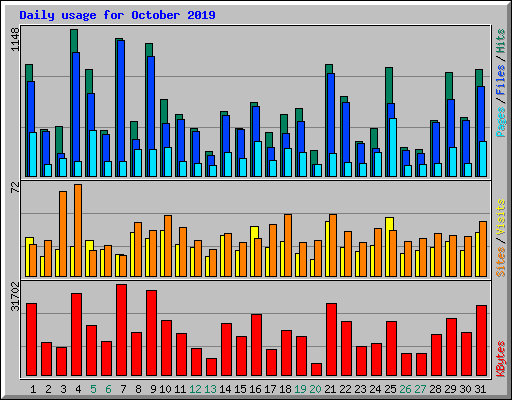 Daily usage for October 2019
1148
Pages / Files / Hits
72
Sites / Visits
31702
KBytes
1 2 3 4 5 6 7 8 9 10 11 12 13 14 15 16 17 18 19 20 21 22 23 24 25 26 27 28 29 30 31